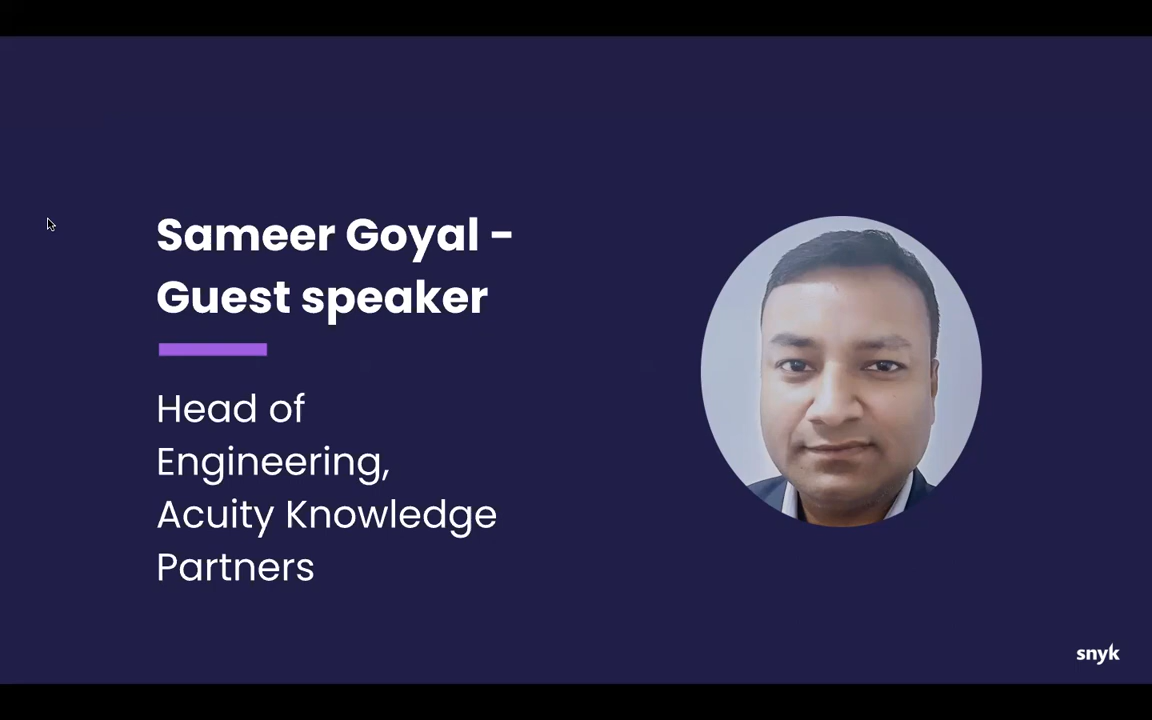 Sameer Goyal -
Guest speaker
Head of
Engineering,
Acuity Knowledge
Partners
snyk